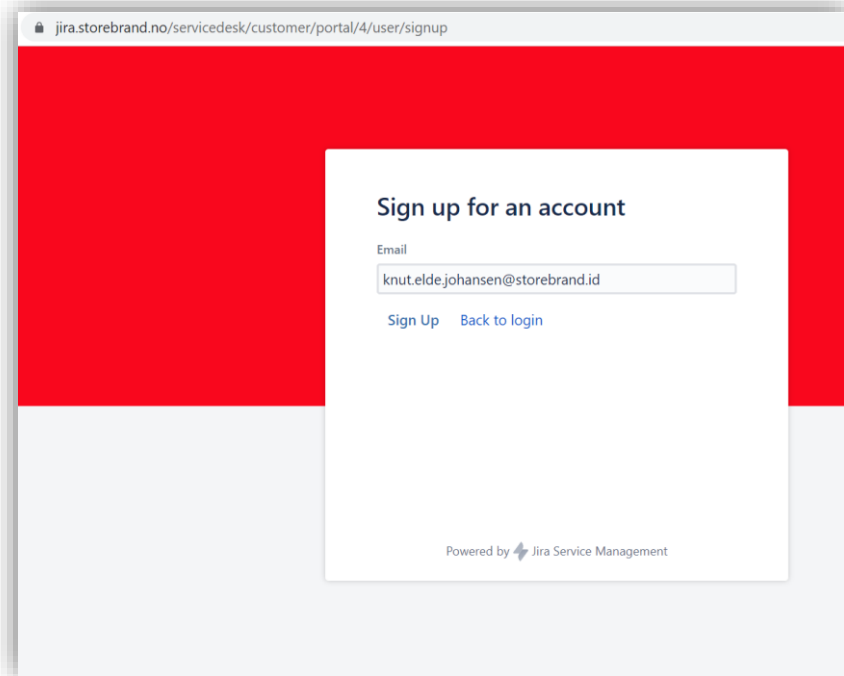 jira.storebrand.no/servicedesk/customer/portal/4/user/signup
Sign up for an account
Email
knut.elde.johansen@storebrand.id
Sign Up Back to login
Powered by Jira Service Management